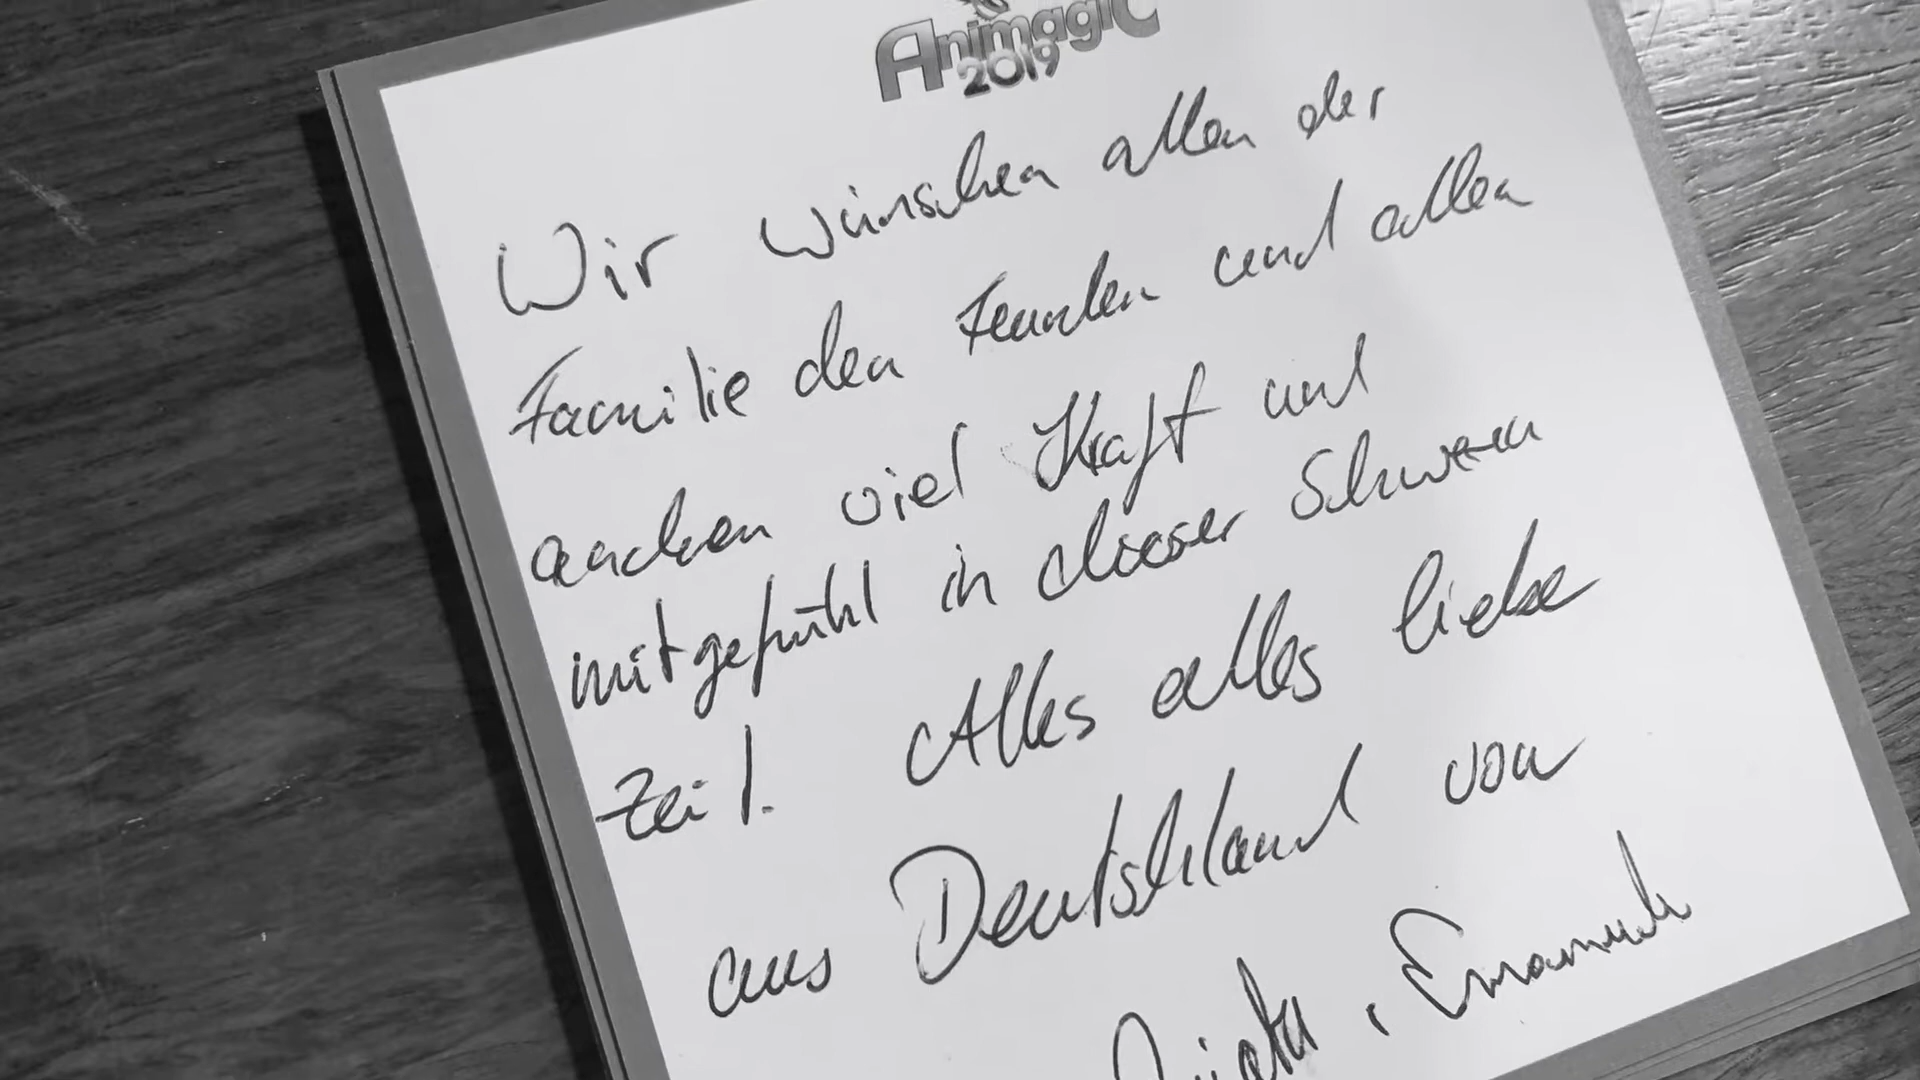 Animagic
2019
Wir wünschen allen der
Familie den Feunden und allen
anderen viel Kraft und
mitgefühl in dieser Schweren
Zeit. Alles alles liebe
aus Deutschland von